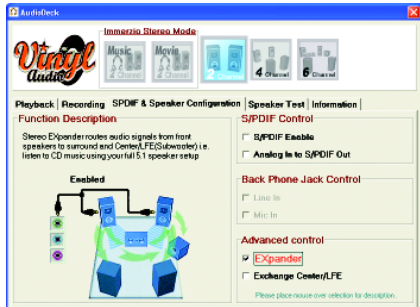 AudioDeck
Immerzio Stereo Mode
Vinyl
Audio
Music
2 Channel
Movie
2 Channel
2 Channel
4 Channel
6 Channel
Playback
Recording
SPDIF & Speaker Configuration
Speaker Test
Information
Function Description
Stereo EXpander routes audio signals from front
speakers to surround and Center/LFE(Subwoofer) i.e.
listen to CD music using your full 5.1 speaker setup
Enabled
S/PDIF Control
S/PDIF Enable
Analog In to S/PDIF Out
Back Phone Jack Control
Line In
Mic In
Advanced control
EXpander
Exchange Center/LFE
Please place mouse over selection for description.